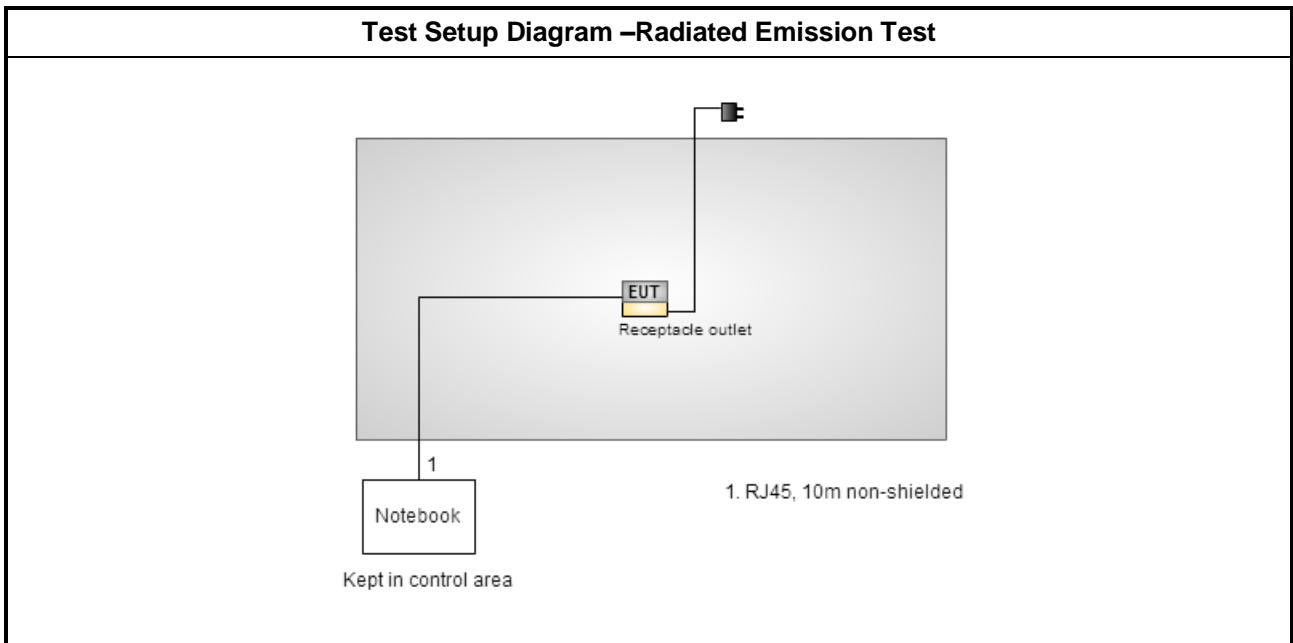 Test Setup Diagram –Radiated Emission Test
EUT
Receptacle outlet
1
1. RJ45, 10m non-shielded
Notebook
Kept in control area